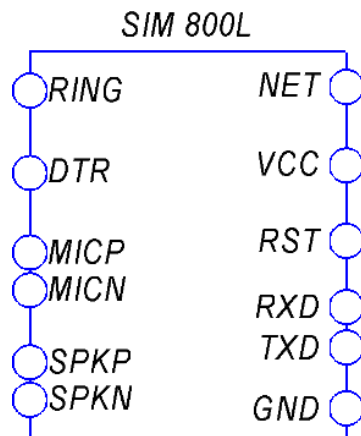 SIM 800L
RING NET
DTR VCC
MICP RST
MICN
RXD
TXD
SPKP
SPKN GND